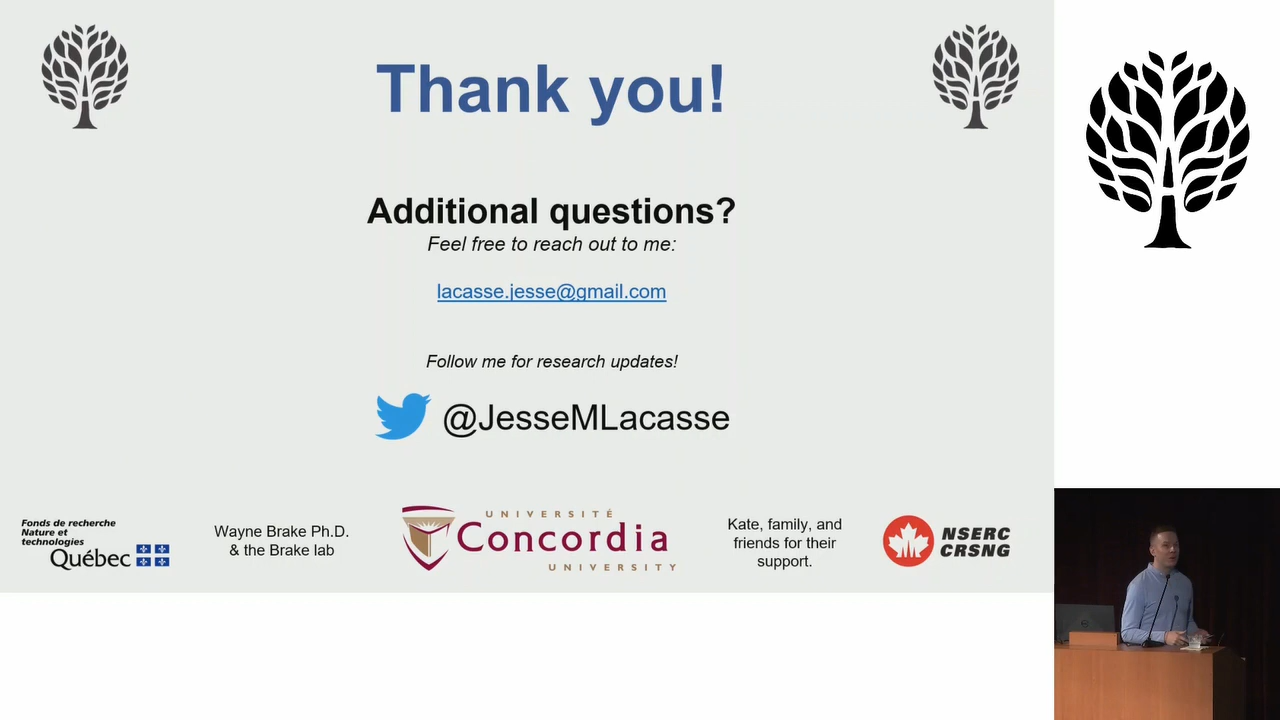 Thank you!
Additional questions?
Feel free to reach out to me:
lacasse.jesse@gmail.com
Follow me for research updates!
@JesseMLacasse
Fonds de recherche
Nature et
technologies
Québec
Wayne Brake Ph.D.
& the Brake lab
UNIVERSITÉ
Concordia
UNIVERSITY
Kate, family, and
friends for their
support.
NSERC
CRSNG